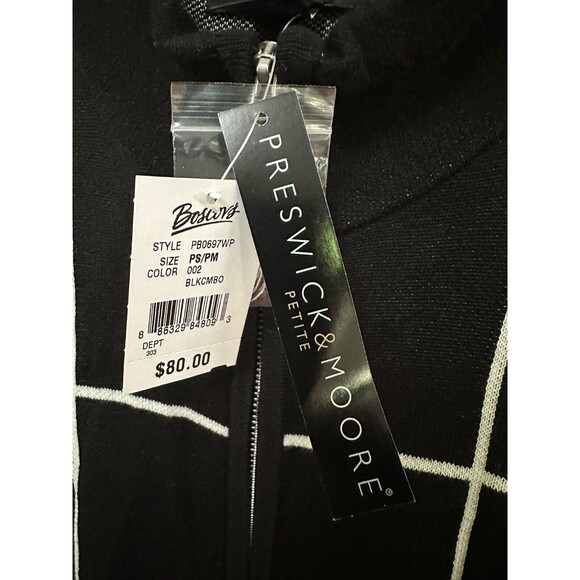 Boscov's
STYLE PB0697WP
SIZE PS/PM
COLOR 002
BLKCMBO
8 86329 84809 3
DEPT
303
$80.00
PRESWICK & MOORE®
PETITE